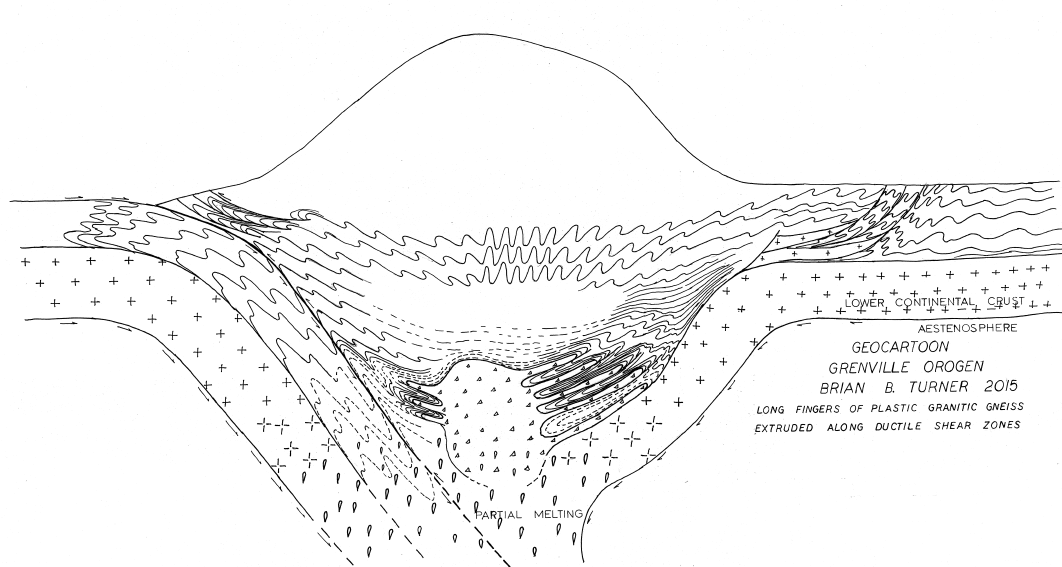 LOWER CONTINENTAL CRUST
AESTENOSPHERE
GEOCARTOON
GRENVILLE OROGEN
BRIAN B. TURNER 2015
LONG FINGERS OF PLASTIC GRANITIC GNEISS
EXTRUDED ALONG DUCTILE SHEAR ZONES
PARTIAL MELTING